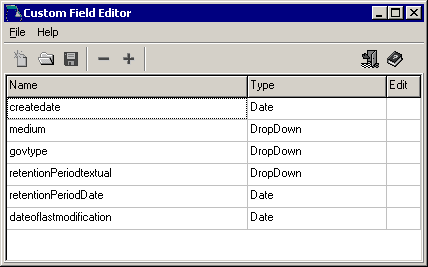 Custom Field Editor
File Help
Name Type Edit
createdate Date
medium DropDown
govtype DropDown
retentionPeriodtextual DropDown
retentionPeriodDate Date
dateoflastmodification Date